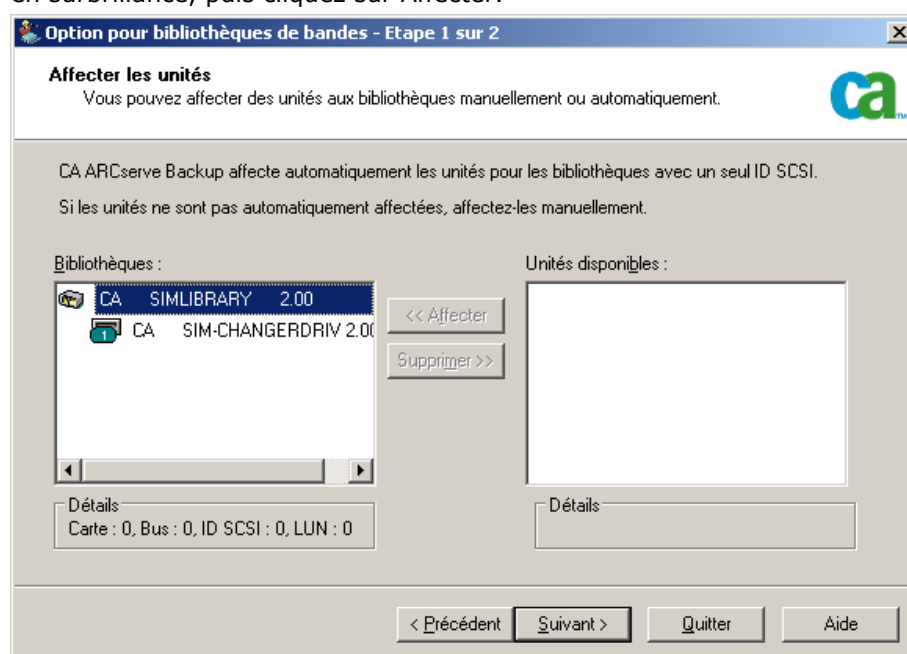 en surbrillance, puis cliquez sur Affecter.
Option pour bibliothèques de bandes - Etape 1 sur 2
Affecter les unités
Vous pouvez affecter des unités aux bibliothèques manuellement ou automatiquement.
ca
CA ARCserve Backup affecte automatiquement les unités pour les bibliothèques avec un seul ID SCSI.
Si les unités ne sont pas automatiquement affectées, affectez-les manuellement.
Bibliothèques :
Unités disponibles :
CA SIMLIBRARY 2.00
1 CA SIM-CHANGERDRIV 2.00
<< Affecter
Supprimer >>
Détails
Carte : 0, Bus : 0, ID SCSI : 0, LUN : 0
Détails
< Précédent
Suivant >
Quitter
Aide